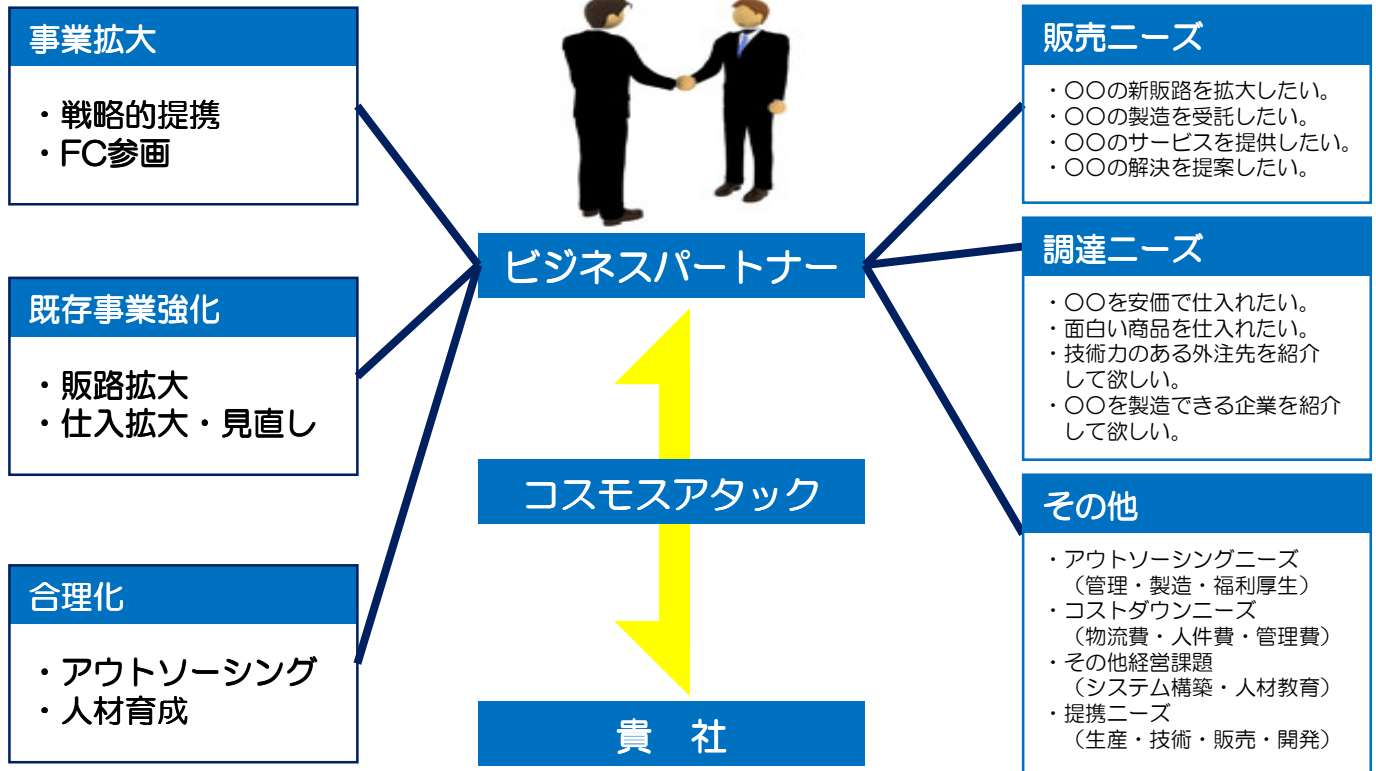 事業拡大
・戦略的提携
・FC参画
既存事業強化
・販路拡大
・仕入拡大・見直し
合理化
・アウトソーシング
・人材育成
ビジネスパートナー
コスモスアタック
貴　社
販売ニーズ
・〇〇の新販路を拡大したい。
・〇〇の製造を受託したい。
・〇〇のサービスを提供したい。
・〇〇の解決を提案したい。
調達ニーズ
・〇〇を安価で仕入れたい。
・面白い商品を仕入れたい。
・技術力のある外注先を紹介
して欲しい。
・〇〇を製造できる企業を紹介
して欲しい。
その他
・アウトソーシングニーズ
（管理・製造・福利厚生）
・コストダウンニーズ
（物流費・人件費・管理費）
・その他経営課題
（システム構築・人材教育）
・提携ニーズ
（生産・技術・販売・開発）